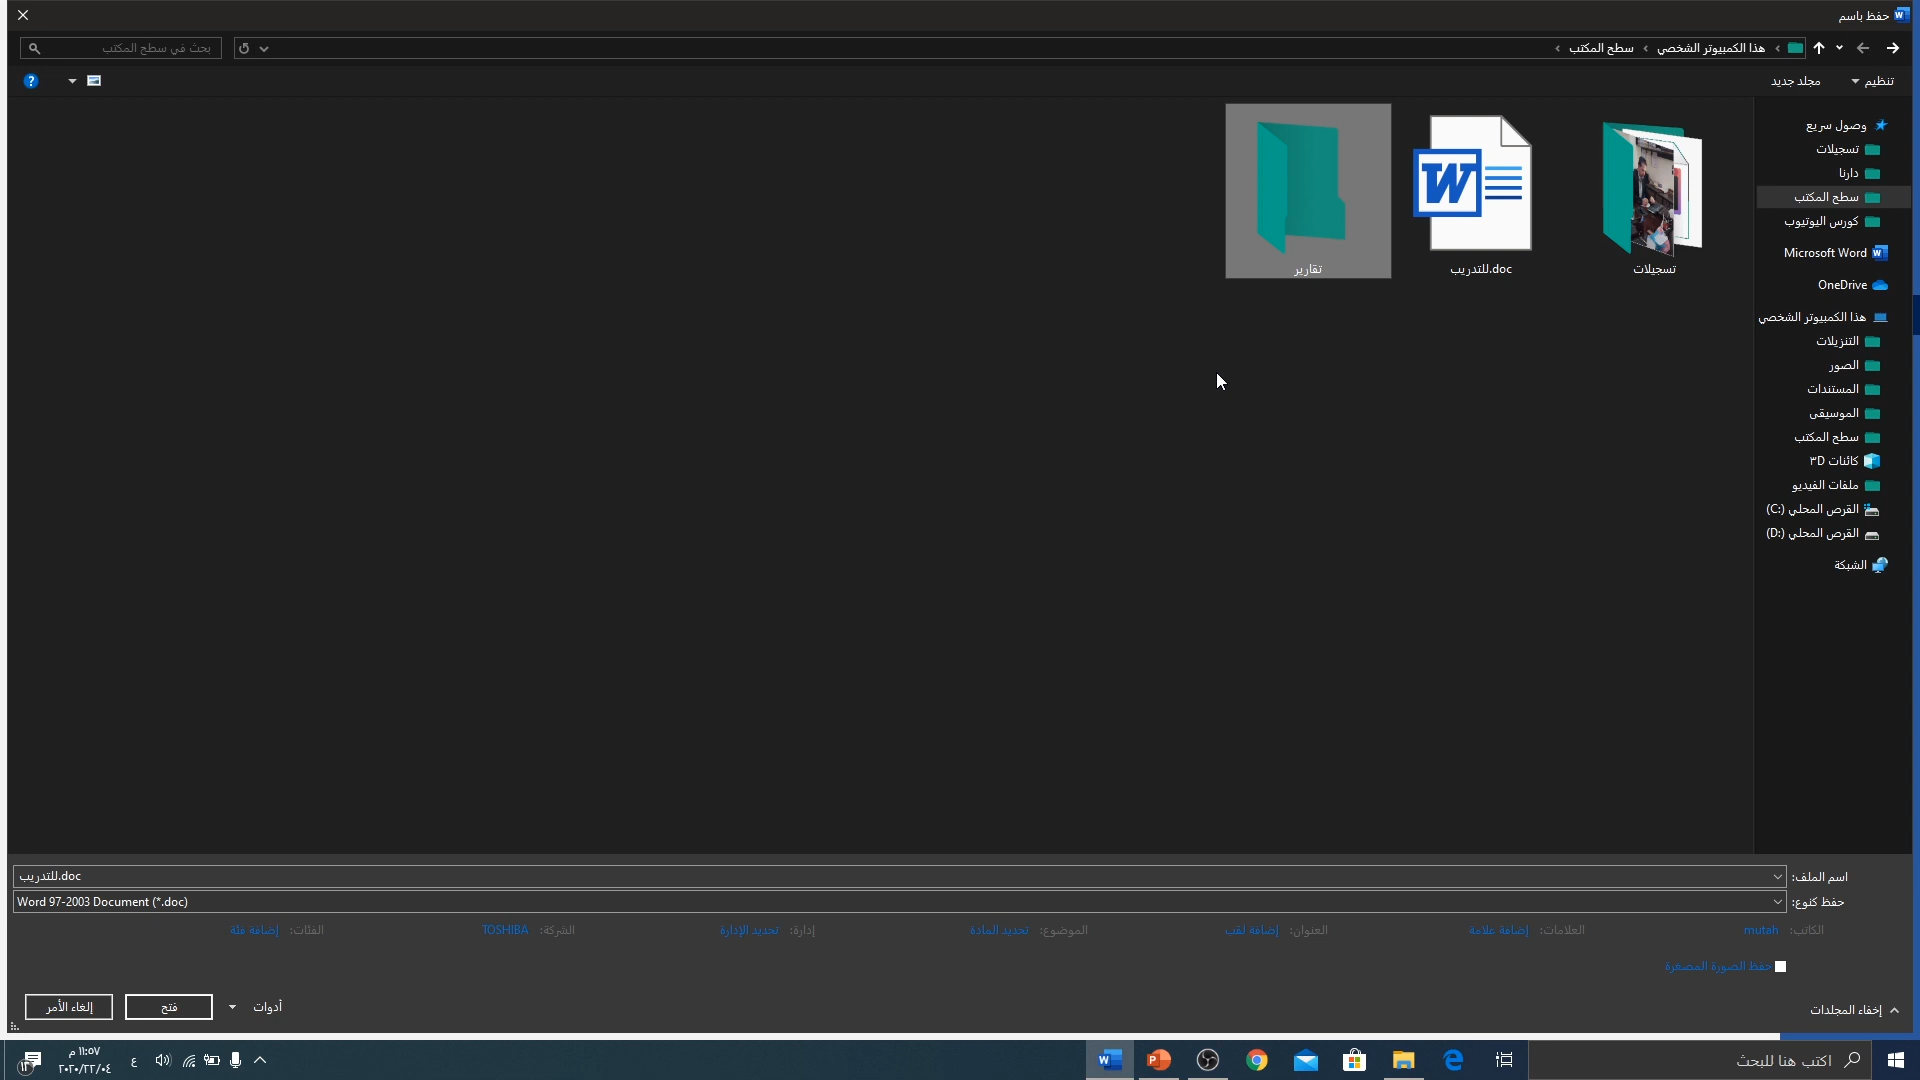 حفظ باسم
هذا الكمبيوتر الشخصي › سطح المكتب ›
بحث في سطح المكتب
تنظيم
مجلد جديد
وصول سريع
تسجيلات
دارنا
سطح المكتب
كورس اليوتيوب
Microsoft Word
OneDrive
هذا الكمبيوتر الشخصي
التنزيلات
الصور
المستندات
الموسيقى
سطح المكتب
كائنات ٣D
ملفات الفيديو
القرص المحلي (C:)
القرص المحلي (D:)
الشبكة
تسجيلات
للتدريب.doc
تقارير
اسم الملف: للتدريب.doc
حفظ كنوع: Word 97-2003 Document (*.doc)
الكاتب: mutah العلامات: إضافة علامة العنوان: إضافة لقب الموضوع: تحديد المادة إدارة: تحديد الإدارة الشركة: TOSHIBA الفئات: إضافة فئة
حفظ الصورة المصغرة
إخفاء المجلدات
أدوات
فتح
إلغاء الأمر
اكتب هنا للبحث
ع
١١:٥٧ م
٢٠٢٠/٢٢/٠٤
١٣